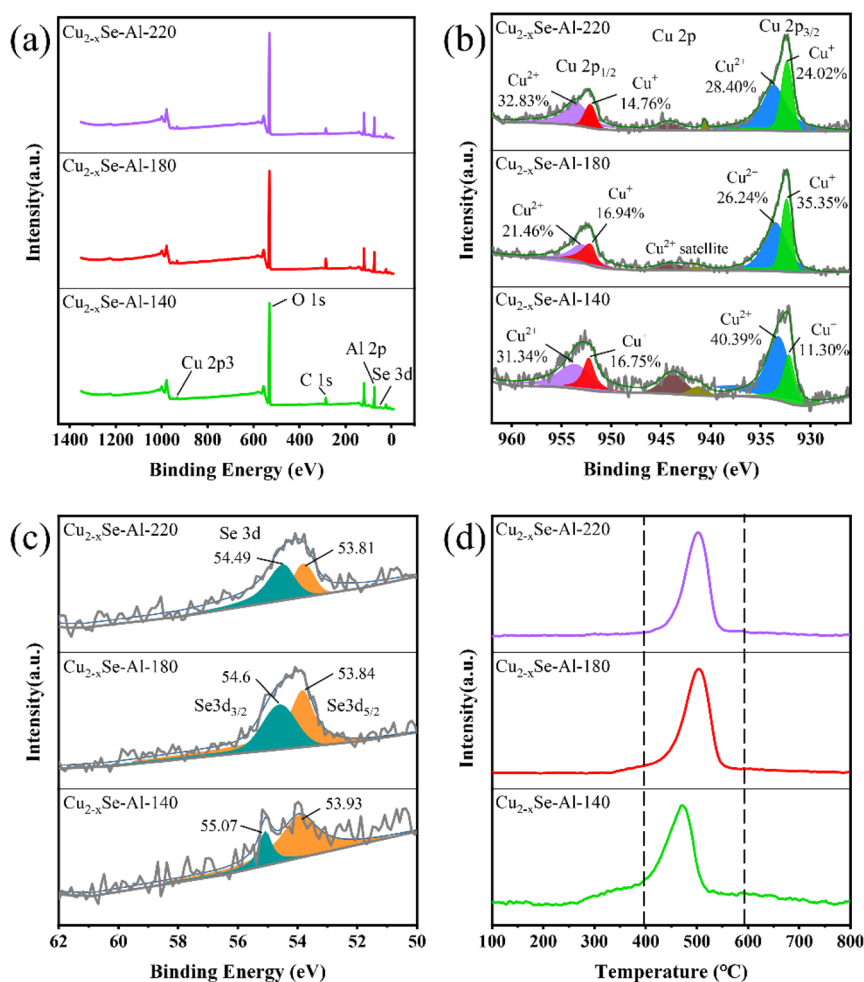 (a)
Cu2-xSe-Al-220
Cu2-xSe-Al-180
Cu2-xSe-Al-140
O 1s
Cu 2p3
C 1s
Al 2p
Se 3d
Intensity(a.u.)
1400 1200 1000 800 600 400 200 0
Binding Energy (eV)
(b)
Cu2-xSe-Al-220
Cu 2p
Cu 2p3/2
Cu2+
32.83%
Cu 2p1/2
Cu+
14.76%
Cu2+
28.40%
Cu+
24.02%
Cu2-xSe-Al-180
Cu2+
21.46%
Cu+
16.94%
Cu2+ satellite
Cu2+
26.24%
Cu+
35.35%
Cu2-xSe-Al-140
Cu2+
31.34%
Cu+
16.75%
Cu2+
40.39%
Cu+
11.30%
Intensity(a.u.)
960 955 950 945 940 935 930
Binding Energy (eV)
(c)
Cu2-xSe-Al-220
Se 3d
54.49
53.81
Cu2-xSe-Al-180
54.6
53.84
Se3d3/2
Se3d5/2
Cu2-xSe-Al-140
55.07
53.93
Intensity(a.u.)
62 60 58 56 54 52 50
Binding Energy (eV)
(d)
Cu2-xSe-Al-220
Cu2-xSe-Al-180
Cu2-xSe-Al-140
Intensity(a.u.)
100 200 300 400 500 600 700 800
Temperature (°C)